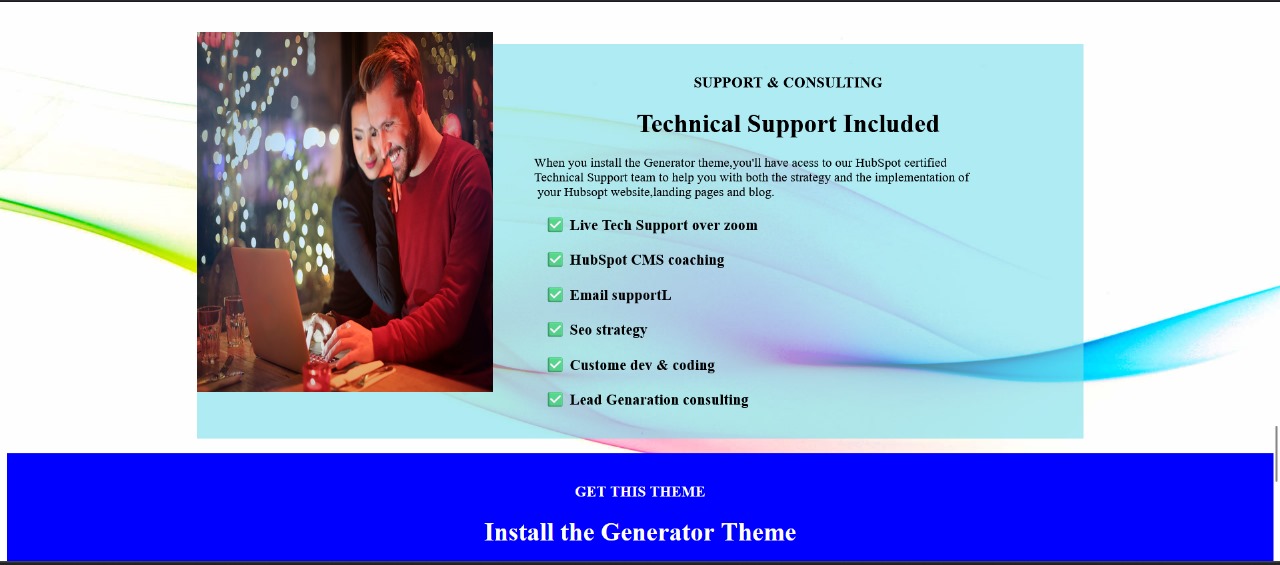 SUPPORT & CONSULTING
Technical Support Included
When you install the Generator theme,you'll have acess to our HubSpot certified
Technical Support team to help you with both the strategy and the implementation of
your Hubsopt website,landing pages and blog.
✅ Live Tech Support over zoom
✅ HubSpot CMS coaching
✅ Email supportL
✅ Seo strategy
✅ Custome dev & coding
✅ Lead Genaration consulting
GET THIS THEME
Install the Generator Theme